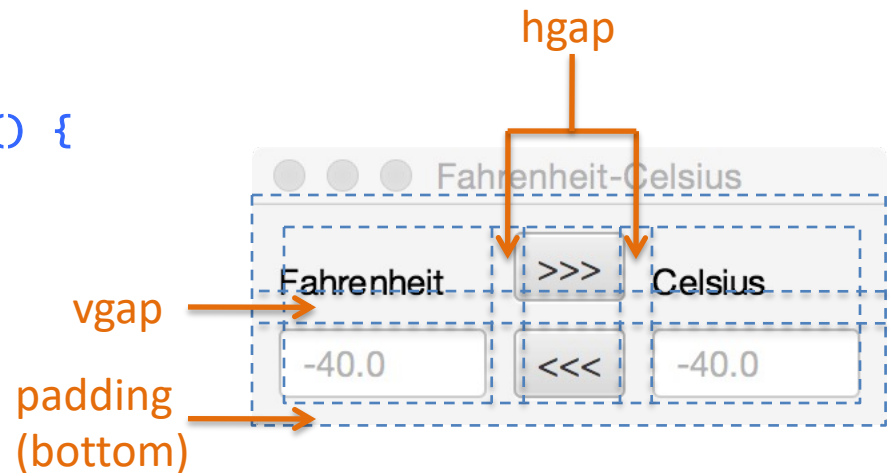 hgap
() {
Fahrenheit-Celsius
Fahrenheit >>> Celsius
vgap
-40.0 <<< -40.0
padding
(bottom)